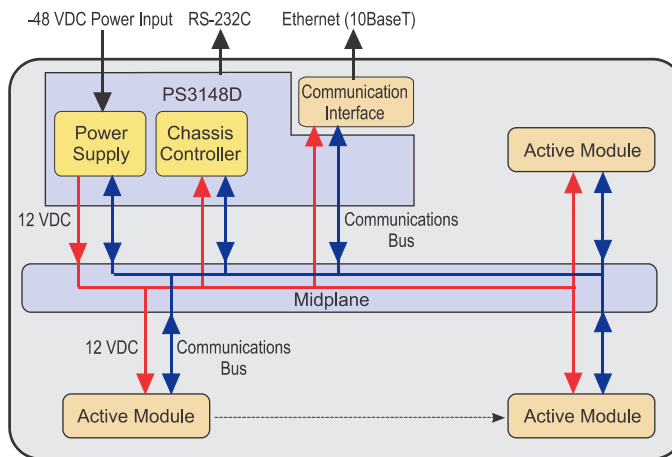 -48 VDC Power Input
RS-232C
Ethernet (10BaseT)
PS3148D
Communication
Interface
Power
Supply
Chassis
Controller
Active Module
12 VDC
Communications
Bus
Midplane
12 VDC
Communications
Bus
Active Module
Active Module